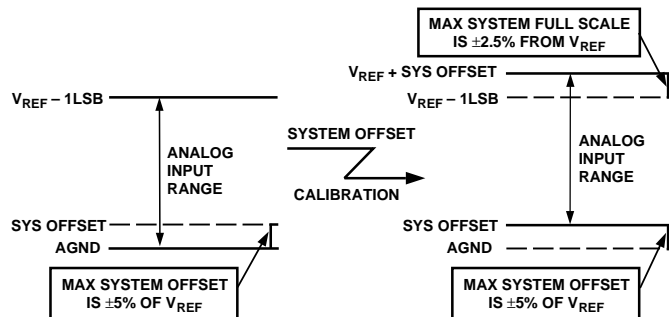 MAX SYSTEM FULL SCALE
IS ±2.5% FROM VREF
VREF + SYS OFFSET
VREF – 1LSB
VREF – 1LSB
SYSTEM OFFSET
CALIBRATION
ANALOG
INPUT
RANGE
ANALOG
INPUT
RANGE
SYS OFFSET
AGND
SYS OFFSET
AGND
MAX SYSTEM OFFSET
IS ±5% OF VREF
MAX SYSTEM OFFSET
IS ±5% OF VREF